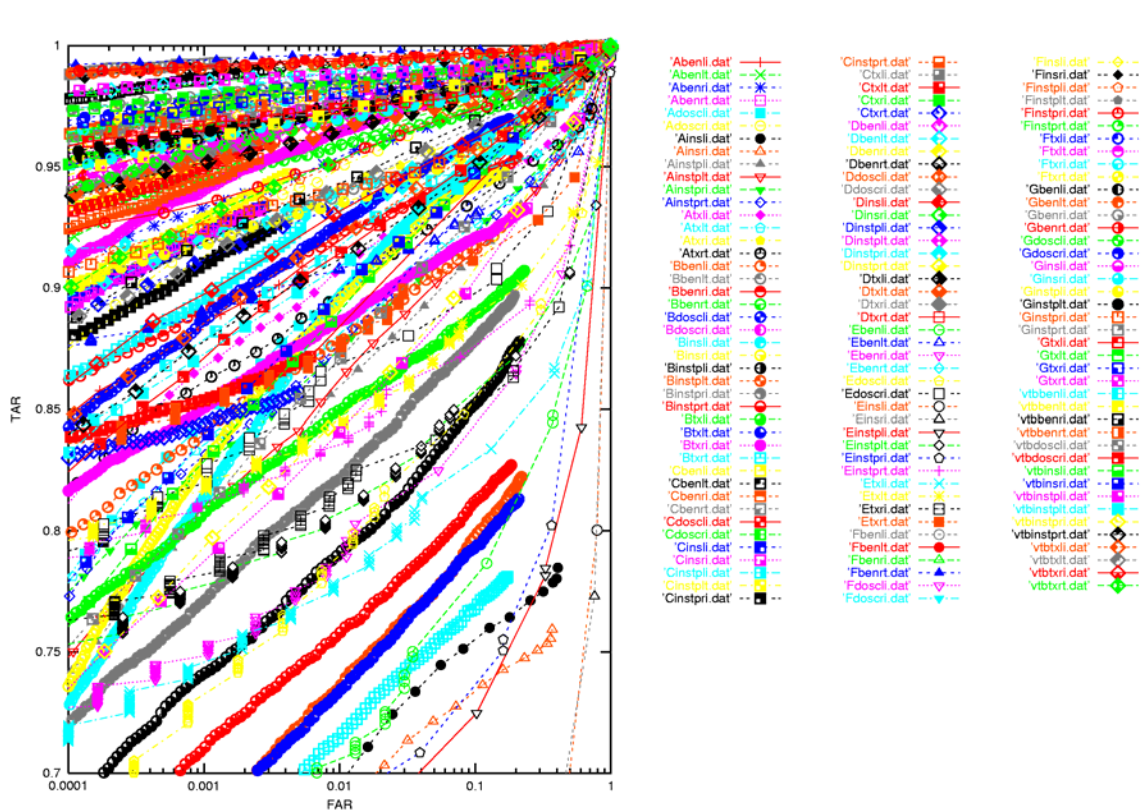 1
0.95
0.9
0.85
0.8
0.75
0.7
TAR
0.0001
0.001
0.01
0.1
1
FAR
'Abenli.dat'
'Abenlt.dat'
'Abenri.dat'
'Abenrt.dat'
'Adoscli.dat'
'Adoscri.dat'
'Ainsli.dat'
'Ainsri.dat'
'Ainstpli.dat'
'Ainstplt.dat'
'Ainstpri.dat'
'Ainstprt.dat'
'Atxli.dat'
'Atxlt.dat'
'Atxri.dat'
'Atxrt.dat'
'Bbenli.dat'
'Bbenlt.dat'
'Bbenri.dat'
'Bbenrt.dat'
'Bdoscli.dat'
'Bdoscri.dat'
'Binsli.dat'
'Binsri.dat'
'Binstpli.dat'
'Binstplt.dat'
'Binstpri.dat'
'Binstprt.dat'
'Btxli.dat'
'Btxlt.dat'
'Btxri.dat'
'Btxrt.dat'
'Cbenli.dat'
'Cbenlt.dat'
'Cbenri.dat'
'Cbenrt.dat'
'Cdoscli.dat'
'Cdoscri.dat'
'Cinsli.dat'
'Cinsri.dat'
'Cinstpli.dat'
'Cinstplt.dat'
'Cinstpri.dat'
'Cinstprt.dat'
'Ctxli.dat'
'Ctxlt.dat'
'Ctxri.dat'
'Ctxrt.dat'
'Dbenli.dat'
'Dbenlt.dat'
'Dbenri.dat'
'Dbenrt.dat'
'Ddoscli.dat'
'Ddoscri.dat'
'Dinsli.dat'
'Dinsri.dat'
'Dinstpli.dat'
'Dinstplt.dat'
'Dinstpri.dat'
'Dinstprt.dat'
'Dtxli.dat'
'Dtxlt.dat'
'Dtxri.dat'
'Dtxrt.dat'
'Ebenli.dat'
'Ebenlt.dat'
'Ebenri.dat'
'Ebenrt.dat'
'Edoscli.dat'
'Edoscri.dat'
'Einsli.dat'
'Einsri.dat'
'Einstpli.dat'
'Einstplt.dat'
'Einstpri.dat'
'Einstprt.dat'
'Etxli.dat'
'Etxlt.dat'
'Etxri.dat'
'Etxrt.dat'
'Fbenli.dat'
'Fbenlt.dat'
'Fbenri.dat'
'Fbenrt.dat'
'Fdoscli.dat'
'Fdoscri.dat'
'Finsli.dat'
'Finsri.dat'
'Finstpli.dat'
'Finstplt.dat'
'Finstpri.dat'
'Finstprt.dat'
'Ftxli.dat'
'Ftxlt.dat'
'Ftxri.dat'
'Ftxrt.dat'
'Gbenli.dat'
'Gbenlt.dat'
'Gbenri.dat'
'Gbenrt.dat'
'Gdoscli.dat'
'Gdoscri.dat'
'Ginsli.dat'
'Ginsri.dat'
'Ginstpli.dat'
'Ginstplt.dat'
'Ginstpri.dat'
'Ginstprt.dat'
'Gtxli.dat'
'Gtxlt.dat'
'Gtxri.dat'
'Gtxrt.dat'
'vtbbenli.dat'
'vtbbenlt.dat'
'vtbbenri.dat'
'vtbbenrt.dat'
'vtbdoscli.dat'
'vtbdoscri.dat'
'vtbinsli.dat'
'vtbinsri.dat'
'vtbinstpli.dat'
'vtbinstplt.dat'
'vtbinstpri.dat'
'vtbinstprt.dat'
'vtbtxli.dat'
'vtbtxlt.dat'
'vtbtxri.dat'
'vtbtxrt.dat'